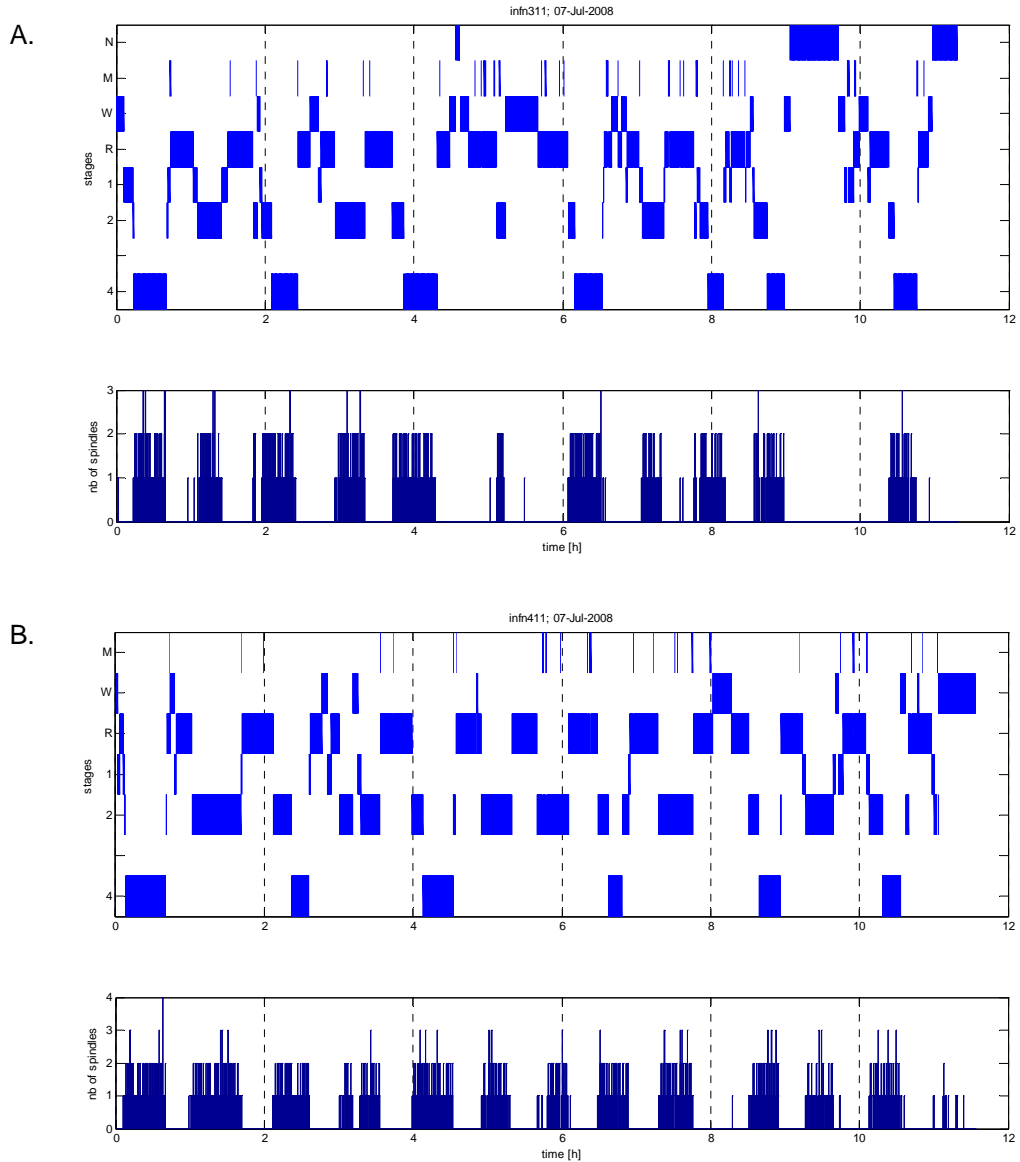 A.
infn311; 07-Jul-2008
N
M
W
R
1
2
4
stages
0 2 4 6 8 10 12
3
2
1
0
nb of spindles
0 2 4 6 8 10 12
time [h]
B.
infn411; 07-Jul-2008
M
W
R
1
2
4
stages
0 2 4 6 8 10 12
4
3
2
1
0
nb of spindles
0 2 4 6 8 10 12
time [h]